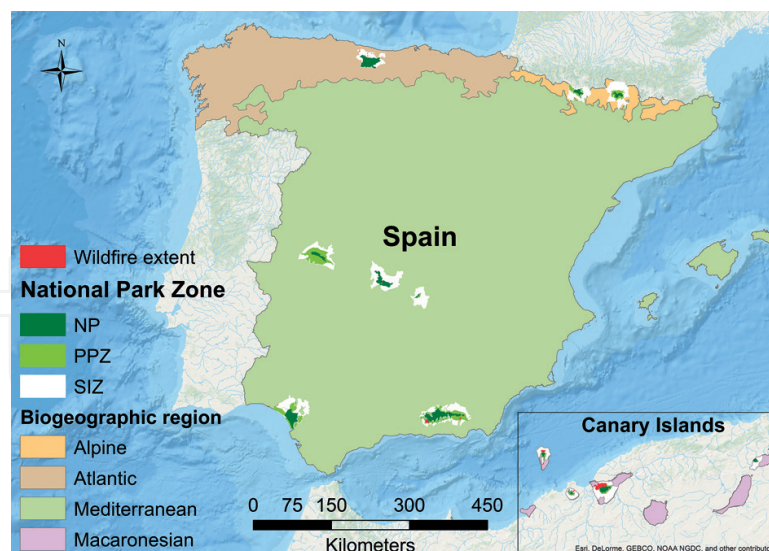 N
Spain
Wildfire extent
National Park Zone
NP
PPZ
SIZ
Biogeographic region
Alpine
Atlantic
Mediterranean
Macaronesian
0 75 150 300 450
Kilometers
Canary Islands
Esri, DeLorme, GEBCO, NOAA NGDC, and other contributo